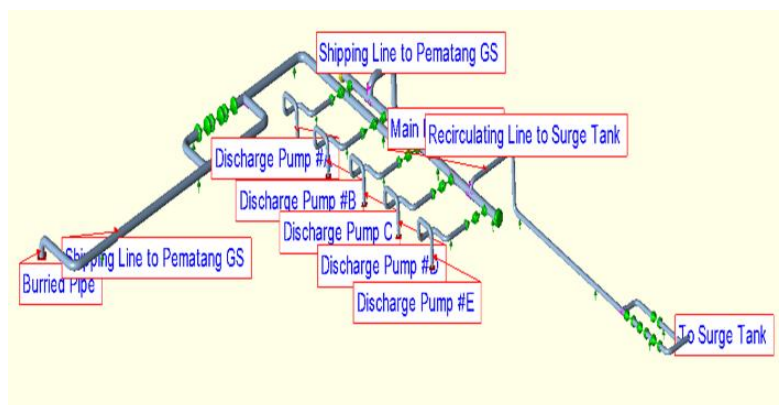 Shipping Line to Pematang GS
Main
Recirculating Line to Surge Tank
Discharge Pump #A
Discharge Pump #B
Discharge Pump C
Discharge Pump #D
Discharge Pump #E
Shipping Line to Pematang GS
Burried Pipe
To Surge Tank